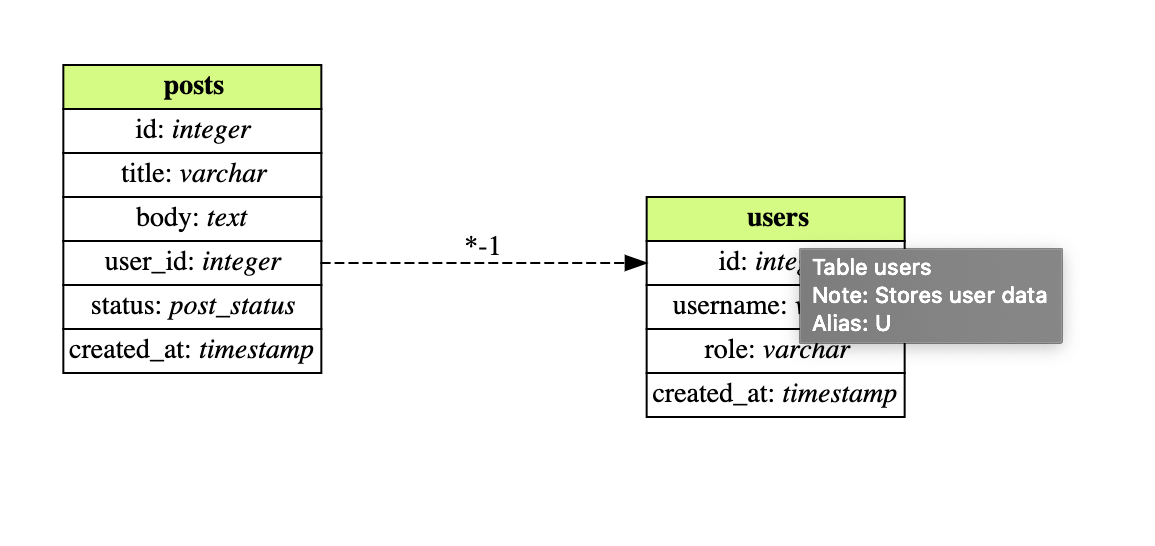 posts
id: integer
title: varchar
body: text
user_id: integer
status: post_status
created_at: timestamp
*-1
users
id:
username:
role: varchar
created_at: timestamp
Table users
Note: Stores user data
Alias: U